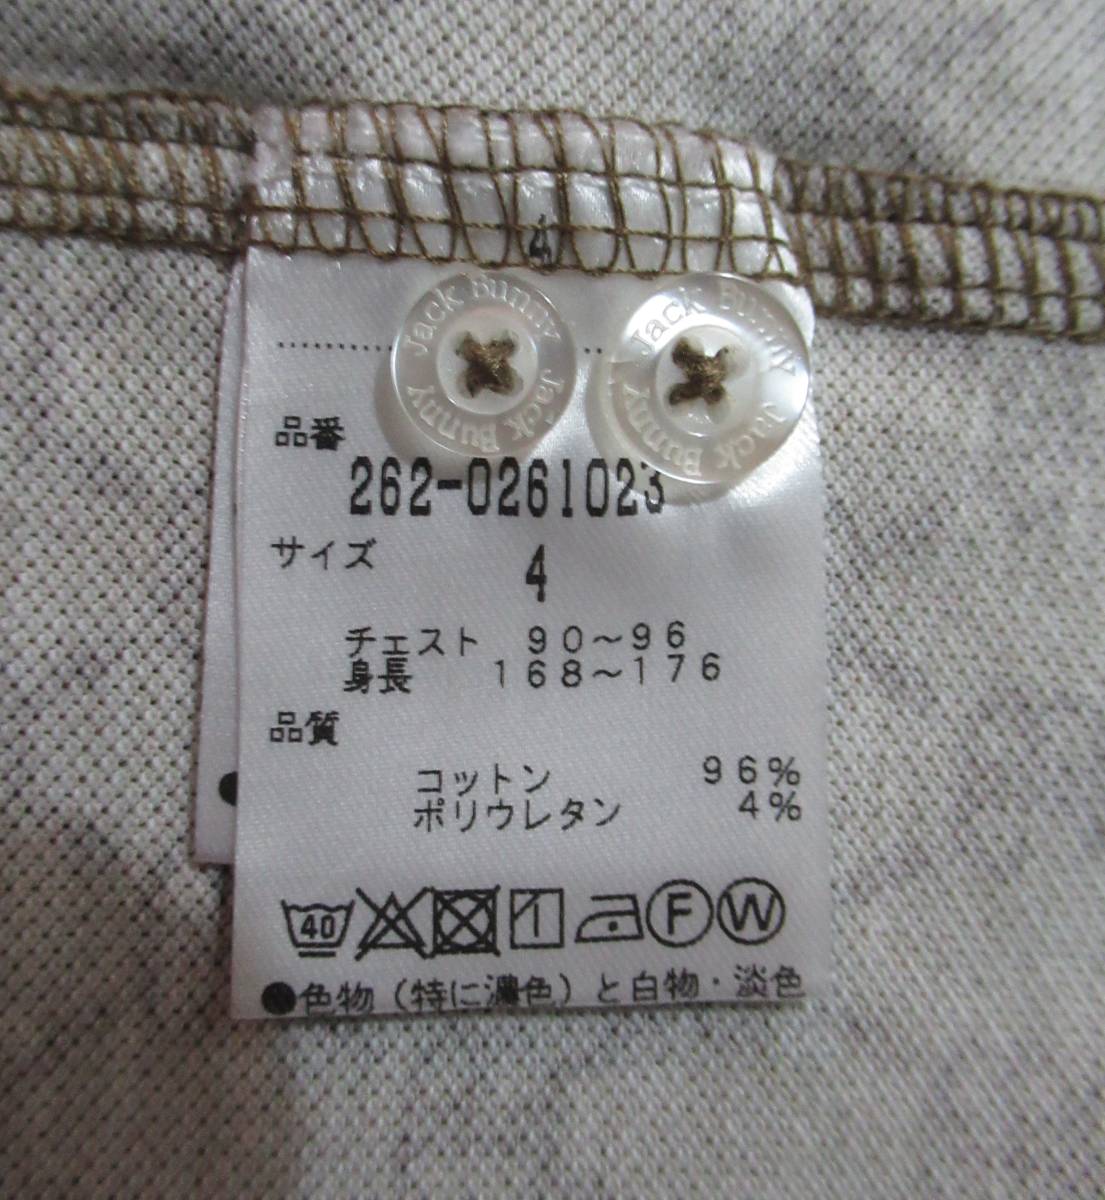 4
Jack Bunny Jack Bunny
Jack Bunny Jack Bunny
品番
262-0261023
サイズ 4
チェスト 90～96
身長 168～176
品質
コットン 96%
ポリウレタン 4%
40 F W
●色物（特に濃色）と白物・淡色